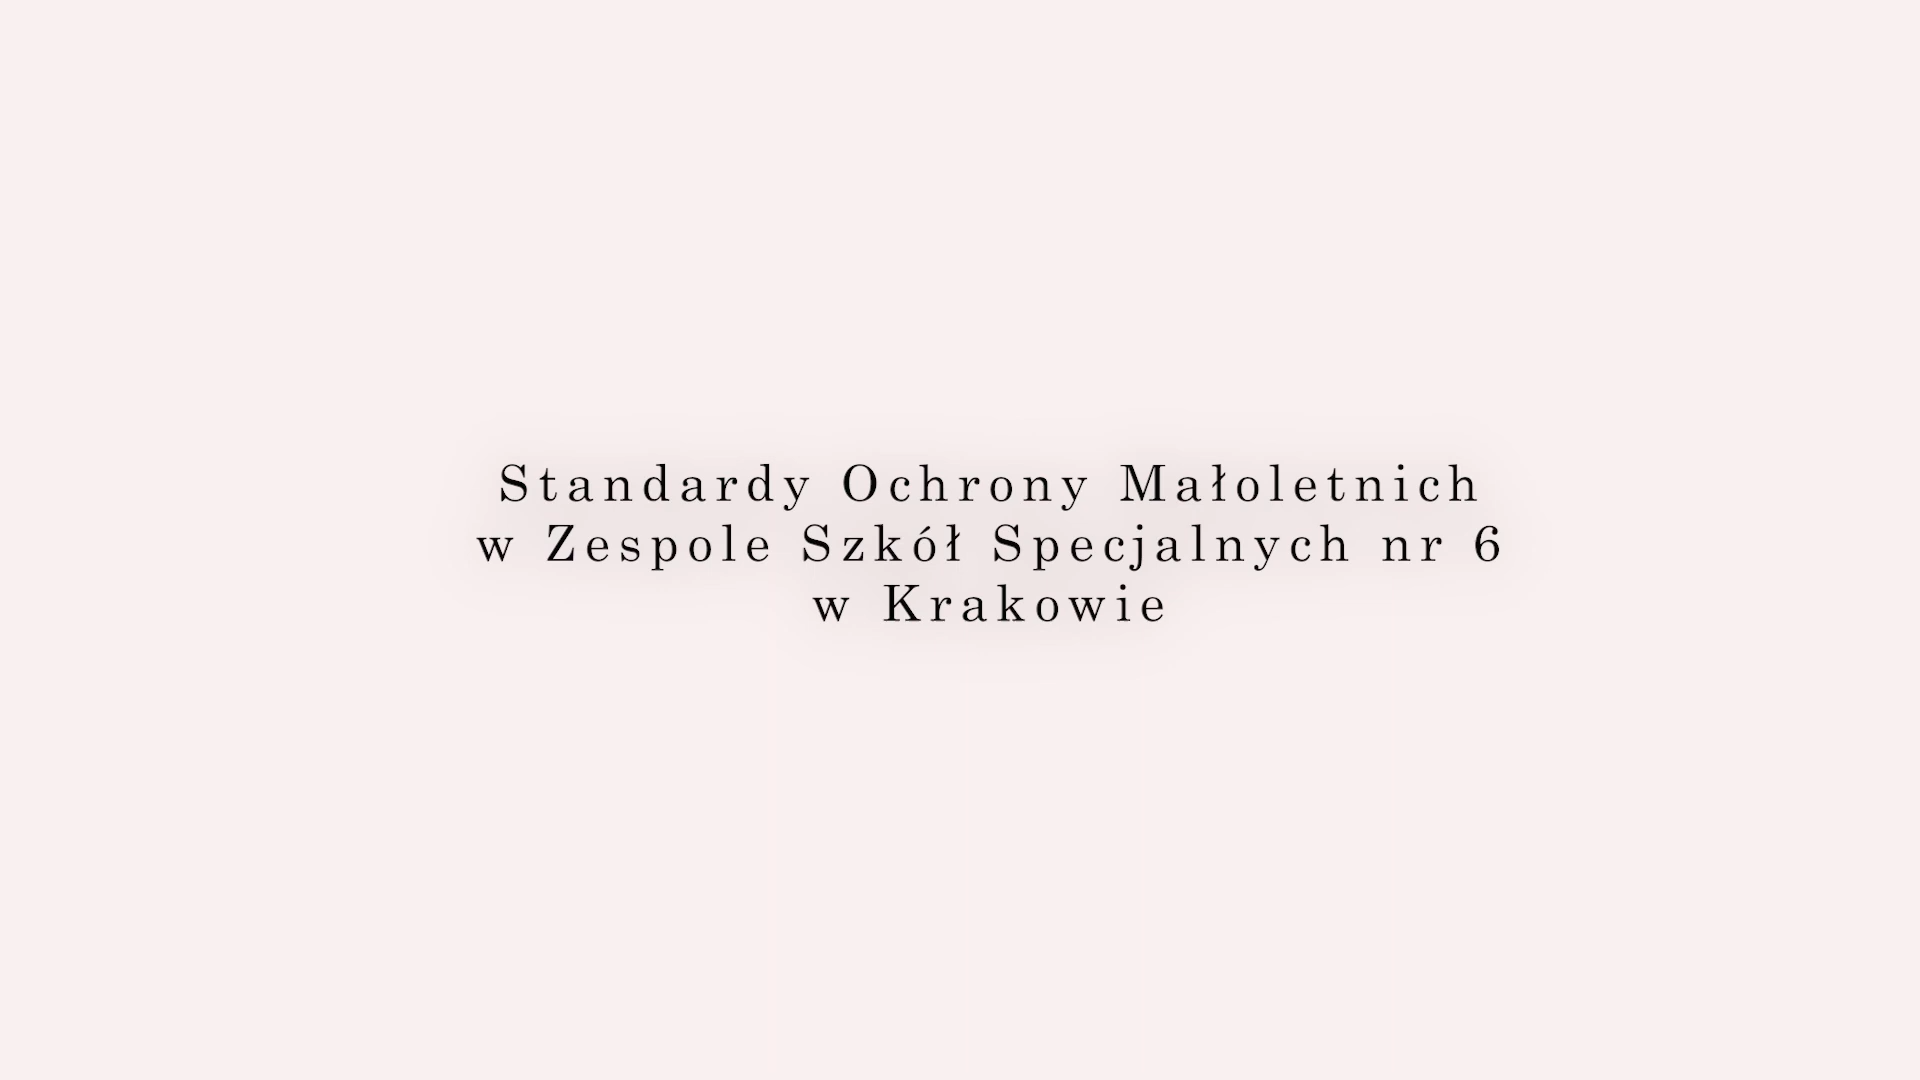 Standardy Ochrony Małoletnich
w Zespole Szkół Specjalnych nr 6
w Krakowie